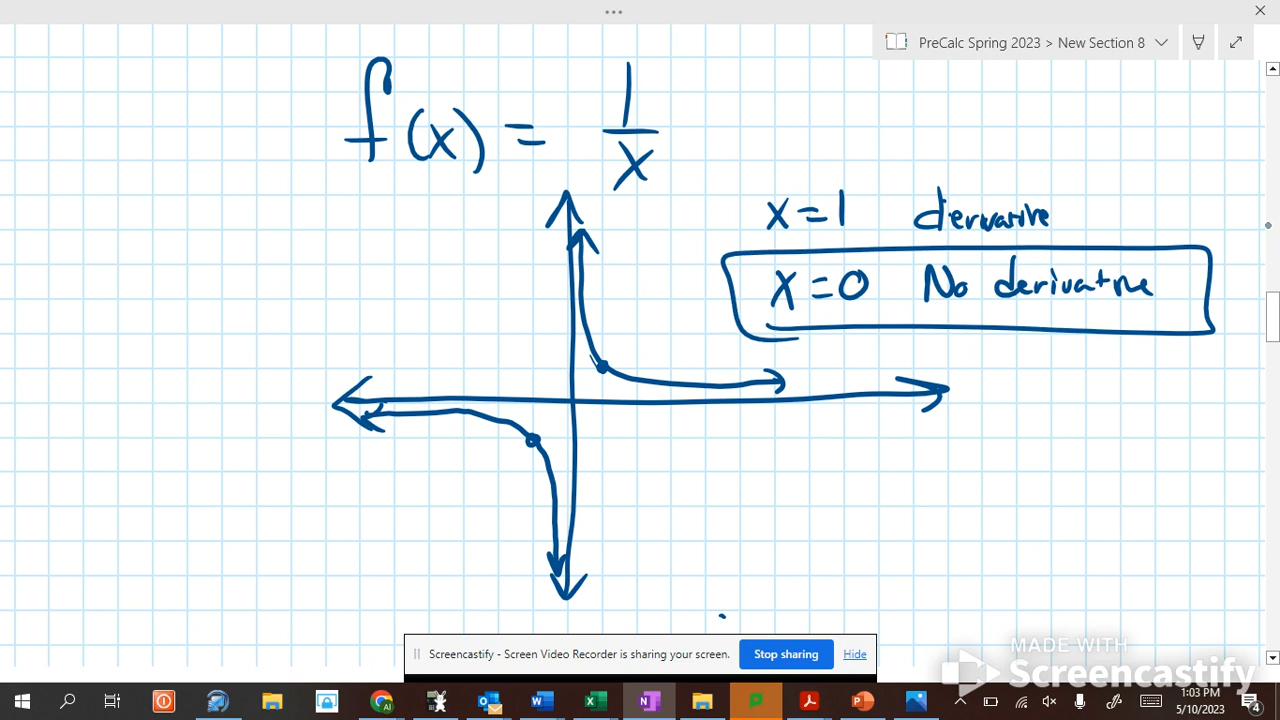 PreCalc Spring 2023 > New Section 8
f(x) = 1/x
x=1 derivative
x=0 No derivative
MADE WITH
Screencastify
Screencastify - Screen Video Recorder is sharing your screen. Stop sharing Hide
1:03 PM
5/10/2023
4